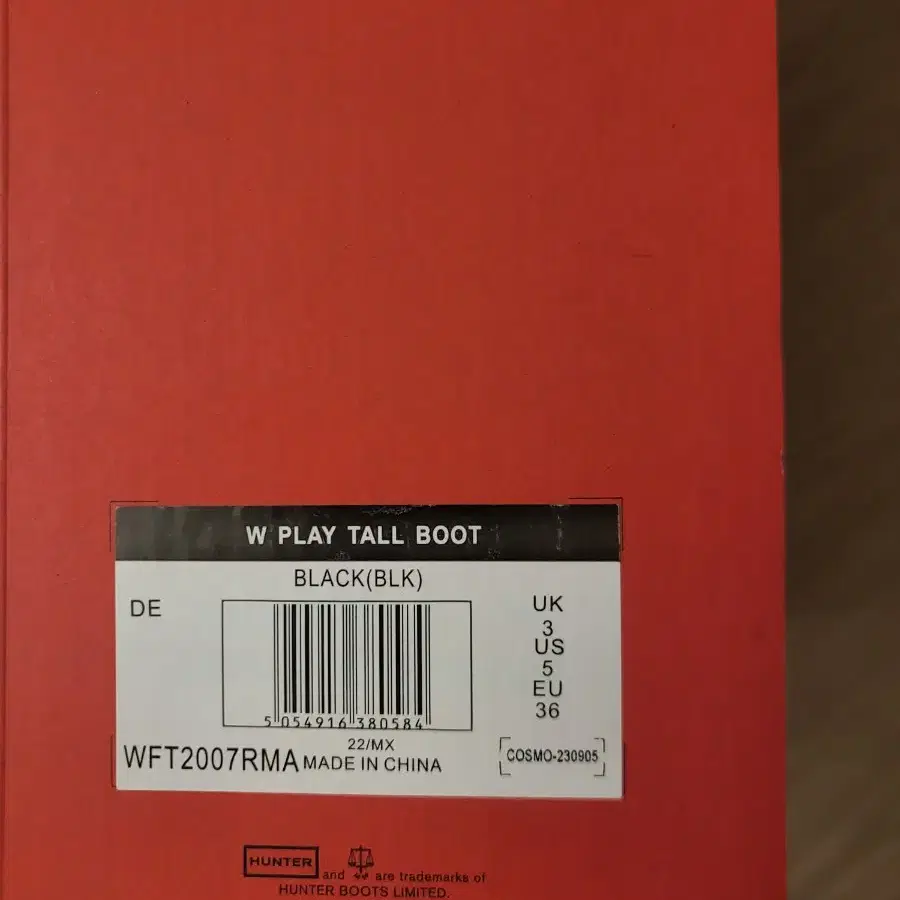 W PLAY TALL BOOT
BLACK(BLK)
DE
5 054916 380584
UK
3
US
5
EU
36
22/MX
WFT2007RMA MADE IN CHINA
COSMO-230905
HUNTER and are trademarks of
HUNTER BOOTS LIMITED.